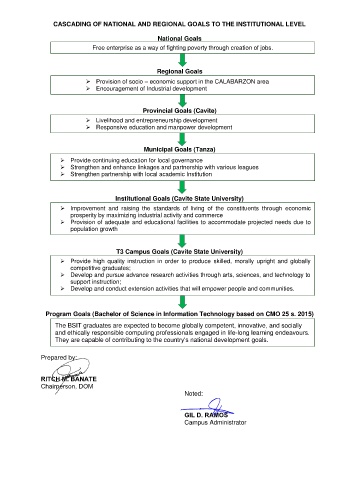 CASCADING OF NATIONAL AND REGIONAL GOALS TO THE INSTITUTIONAL LEVEL
National Goals
Free enterprise as a way of fighting poverty through creation of jobs.
Regional Goals
➢ Provision of socio – economic support in the CALABARZON area
➢ Encouragement of Industrial development
Provincial Goals (Cavite)
➢ Livelihood and entrepreneurship development
➢ Responsive education and manpower development
Municipal Goals (Tanza)
➢ Provide continuing education for local governance
➢ Strengthen and enhance linkages and partnership with various leagues
➢ Strengthen partnership with local academic institution
Institutional Goals (Cavite State University)
➢ Improvement and raising the standards of living of the constituents through economic
prosperity by maximizing industrial activity and commerce
➢ Provision of adequate and educational facilities to accommodate projected needs due to
population growth
T3 Campus Goals (Cavite State University)
➢ Provide high quality instruction in order to produce skilled, morally upright and globally
competitive graduates;
➢ Develop and pursue advance research activities through arts, sciences, and technology to
support instruction;
➢ Develop and conduct extension activities that will empower people and communities.
Program Goals (Bachelor of Science in Information Technology based on CMO 25 s. 2015)
The BSIT graduates are expected to become globally competent, innovative, and socially
and ethically responsible computing professionals engaged in life-long learning endeavours.
They are capable of contributing to the country's national development goals.
Prepared by:
RITCH M. BANATE
Chairperson, DOM
Noted:
GIL D. RAMOS
Campus Administrator